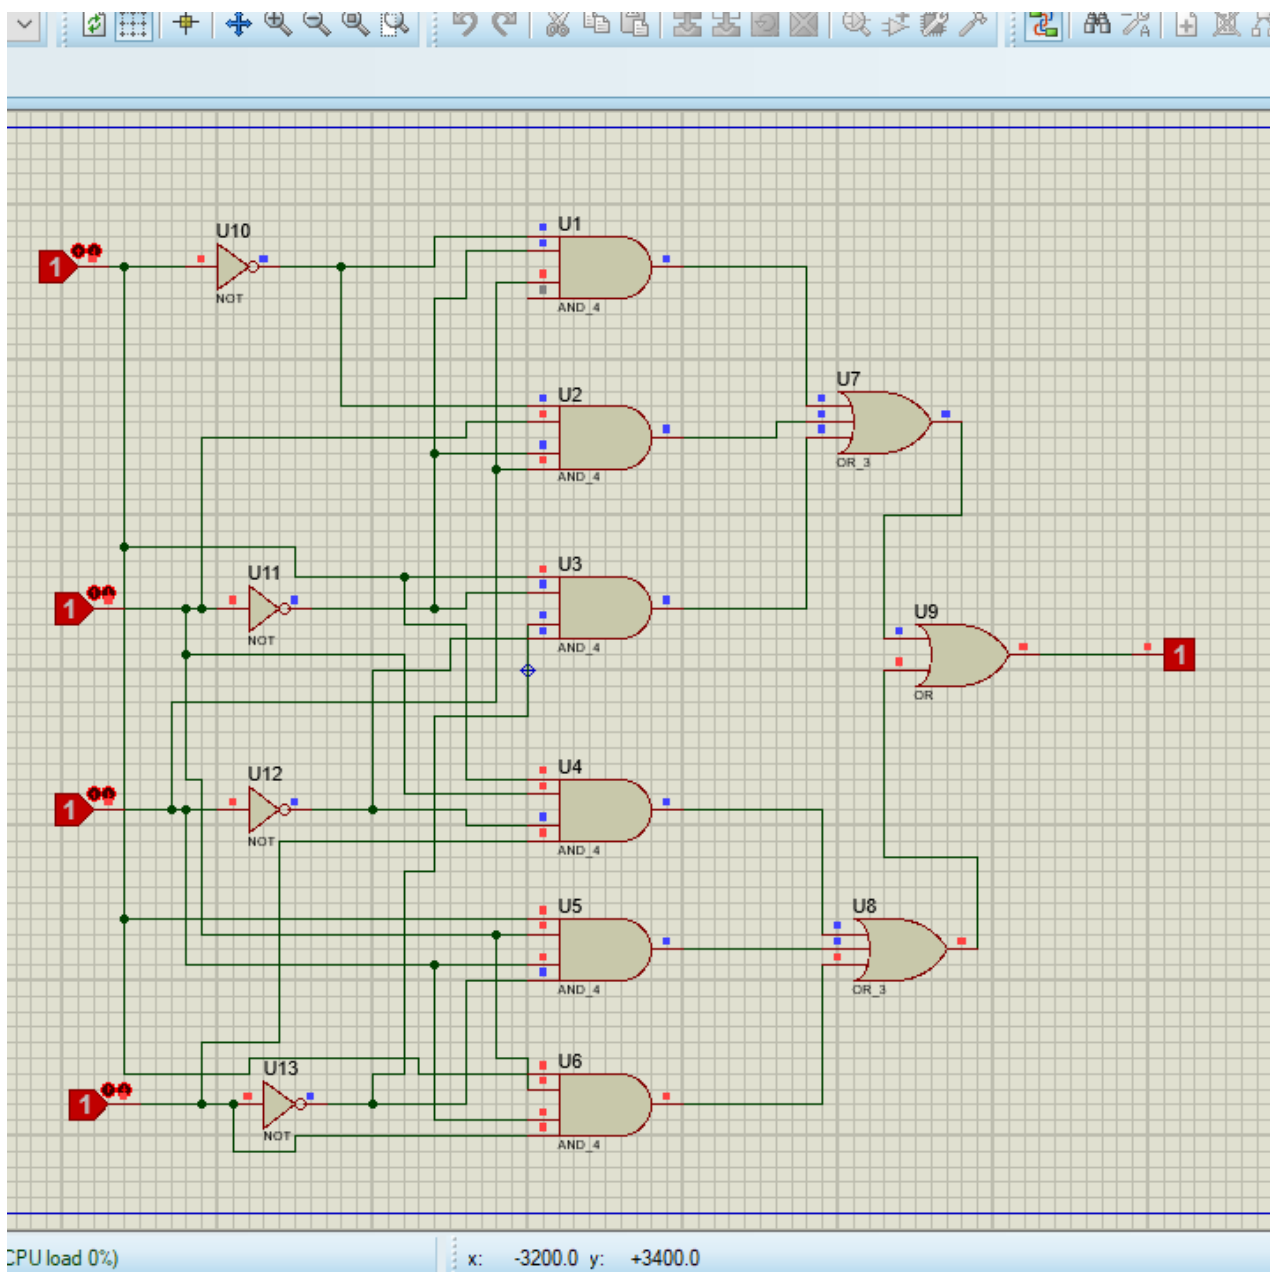 U10
NOT
1
U1
AND_4
U2
AND_4
U7
OR_3
U11
NOT
1
U3
AND_4
U9
OR
1
U12
NOT
1
U4
AND_4
U5
AND_4
U8
OR_3
U13
NOT
1
U6
AND_4
CPU load 0%)
x: -3200.0 y: +3400.0